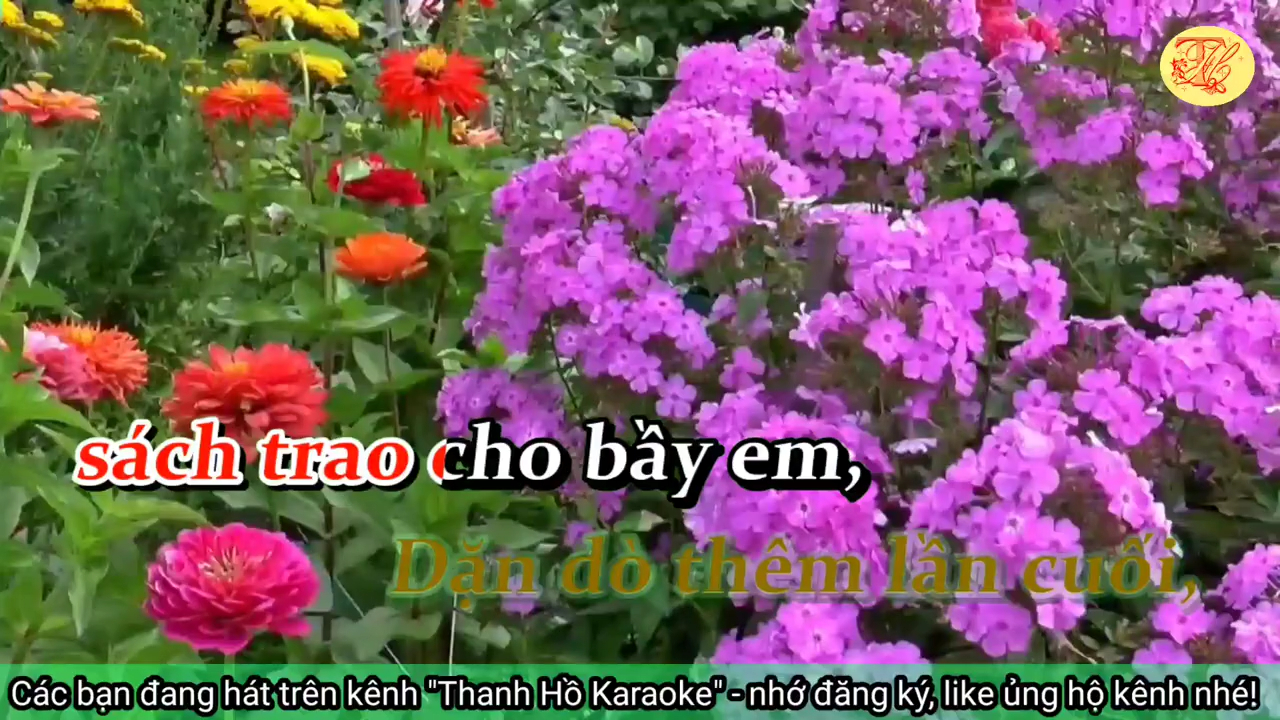 sách trao cho bầy em,
Dặn dò thêm lần cuối,
Các bạn đang hát trên kênh "Thanh Hồ Karaoke" - nhớ đăng ký, like ủng hộ kênh nhé!